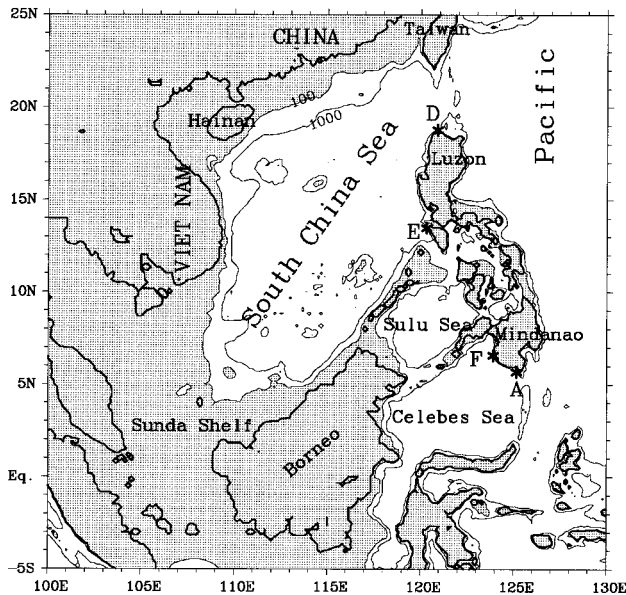 25N
20N
15N
10N
5N
Eq.
-5S
100E
105E
110E
115E
120E
125E
130E
CHINA
Taiwan
Pacific
Hainan
100
1000
D
Luzon
VIET NAM
South China Sea
E
Sulu Sea
Mindanao
F
A
Sunda Shelf
Celebes Sea
Borneo